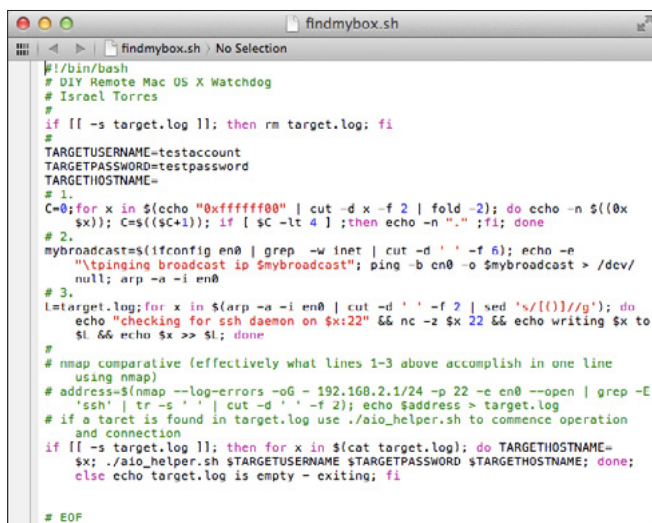 findmybox.sh
findmybox.sh 〉 No Selection
#!/bin/bash
# DIY Remote Mac OS X Watchdog
# Israel Torres
#
if [[ -s target.log ]]; then rm target.log; fi
#
TARGETUSERNAME=testaccount
TARGETPASSWORD=testpassword
TARGETHOSTNAME=
# 1.
C=0;for x in $(echo "0xffffff00" | cut -d x -f 2 | fold -2); do echo -n $((0x
$x)); C=$(($C+1)); if [ $C -lt 4 ] ;then echo -n "." ;fi; done
# 2.
mybroadcast=$(ifconfig en0 | grep -w inet | cut -d ' ' -f 6); echo -e
"\tpinging broadcast ip $mybroadcast"; ping -b en0 -o $mybroadcast > /dev/
null; arp -a -i en0
# 3.
L=target.log;for x in $(arp -a -i en0 | cut -d ' ' -f 2 | sed 's/[()]//g'); do
echo "checking for ssh daemon on $x:22" && nc -z $x 22 && echo writing $x to
$L && echo $x >> $L; done
#
# nmap comparative (effectively what lines 1-3 above accomplish in one line
using nmap)
# address=$(nmap --log-errors -oG - 192.168.2.1/24 -p 22 -e en0 --open | grep -E
'ssh' | tr -s ' ' | cut -d ' ' -f 2); echo $address > target.log
# if a taret is found in target.log use ./aio_helper.sh to commence operation
and connection
if [[ -s target.log ]]; then for x in $(cat target.log); do TARGETHOSTNAME=
$x; ./aio_helper.sh $TARGETUSERNAME $TARGETPASSWORD $TARGETHOSTNAME; done;
else echo target.log is empty - exiting; fi
# EOF